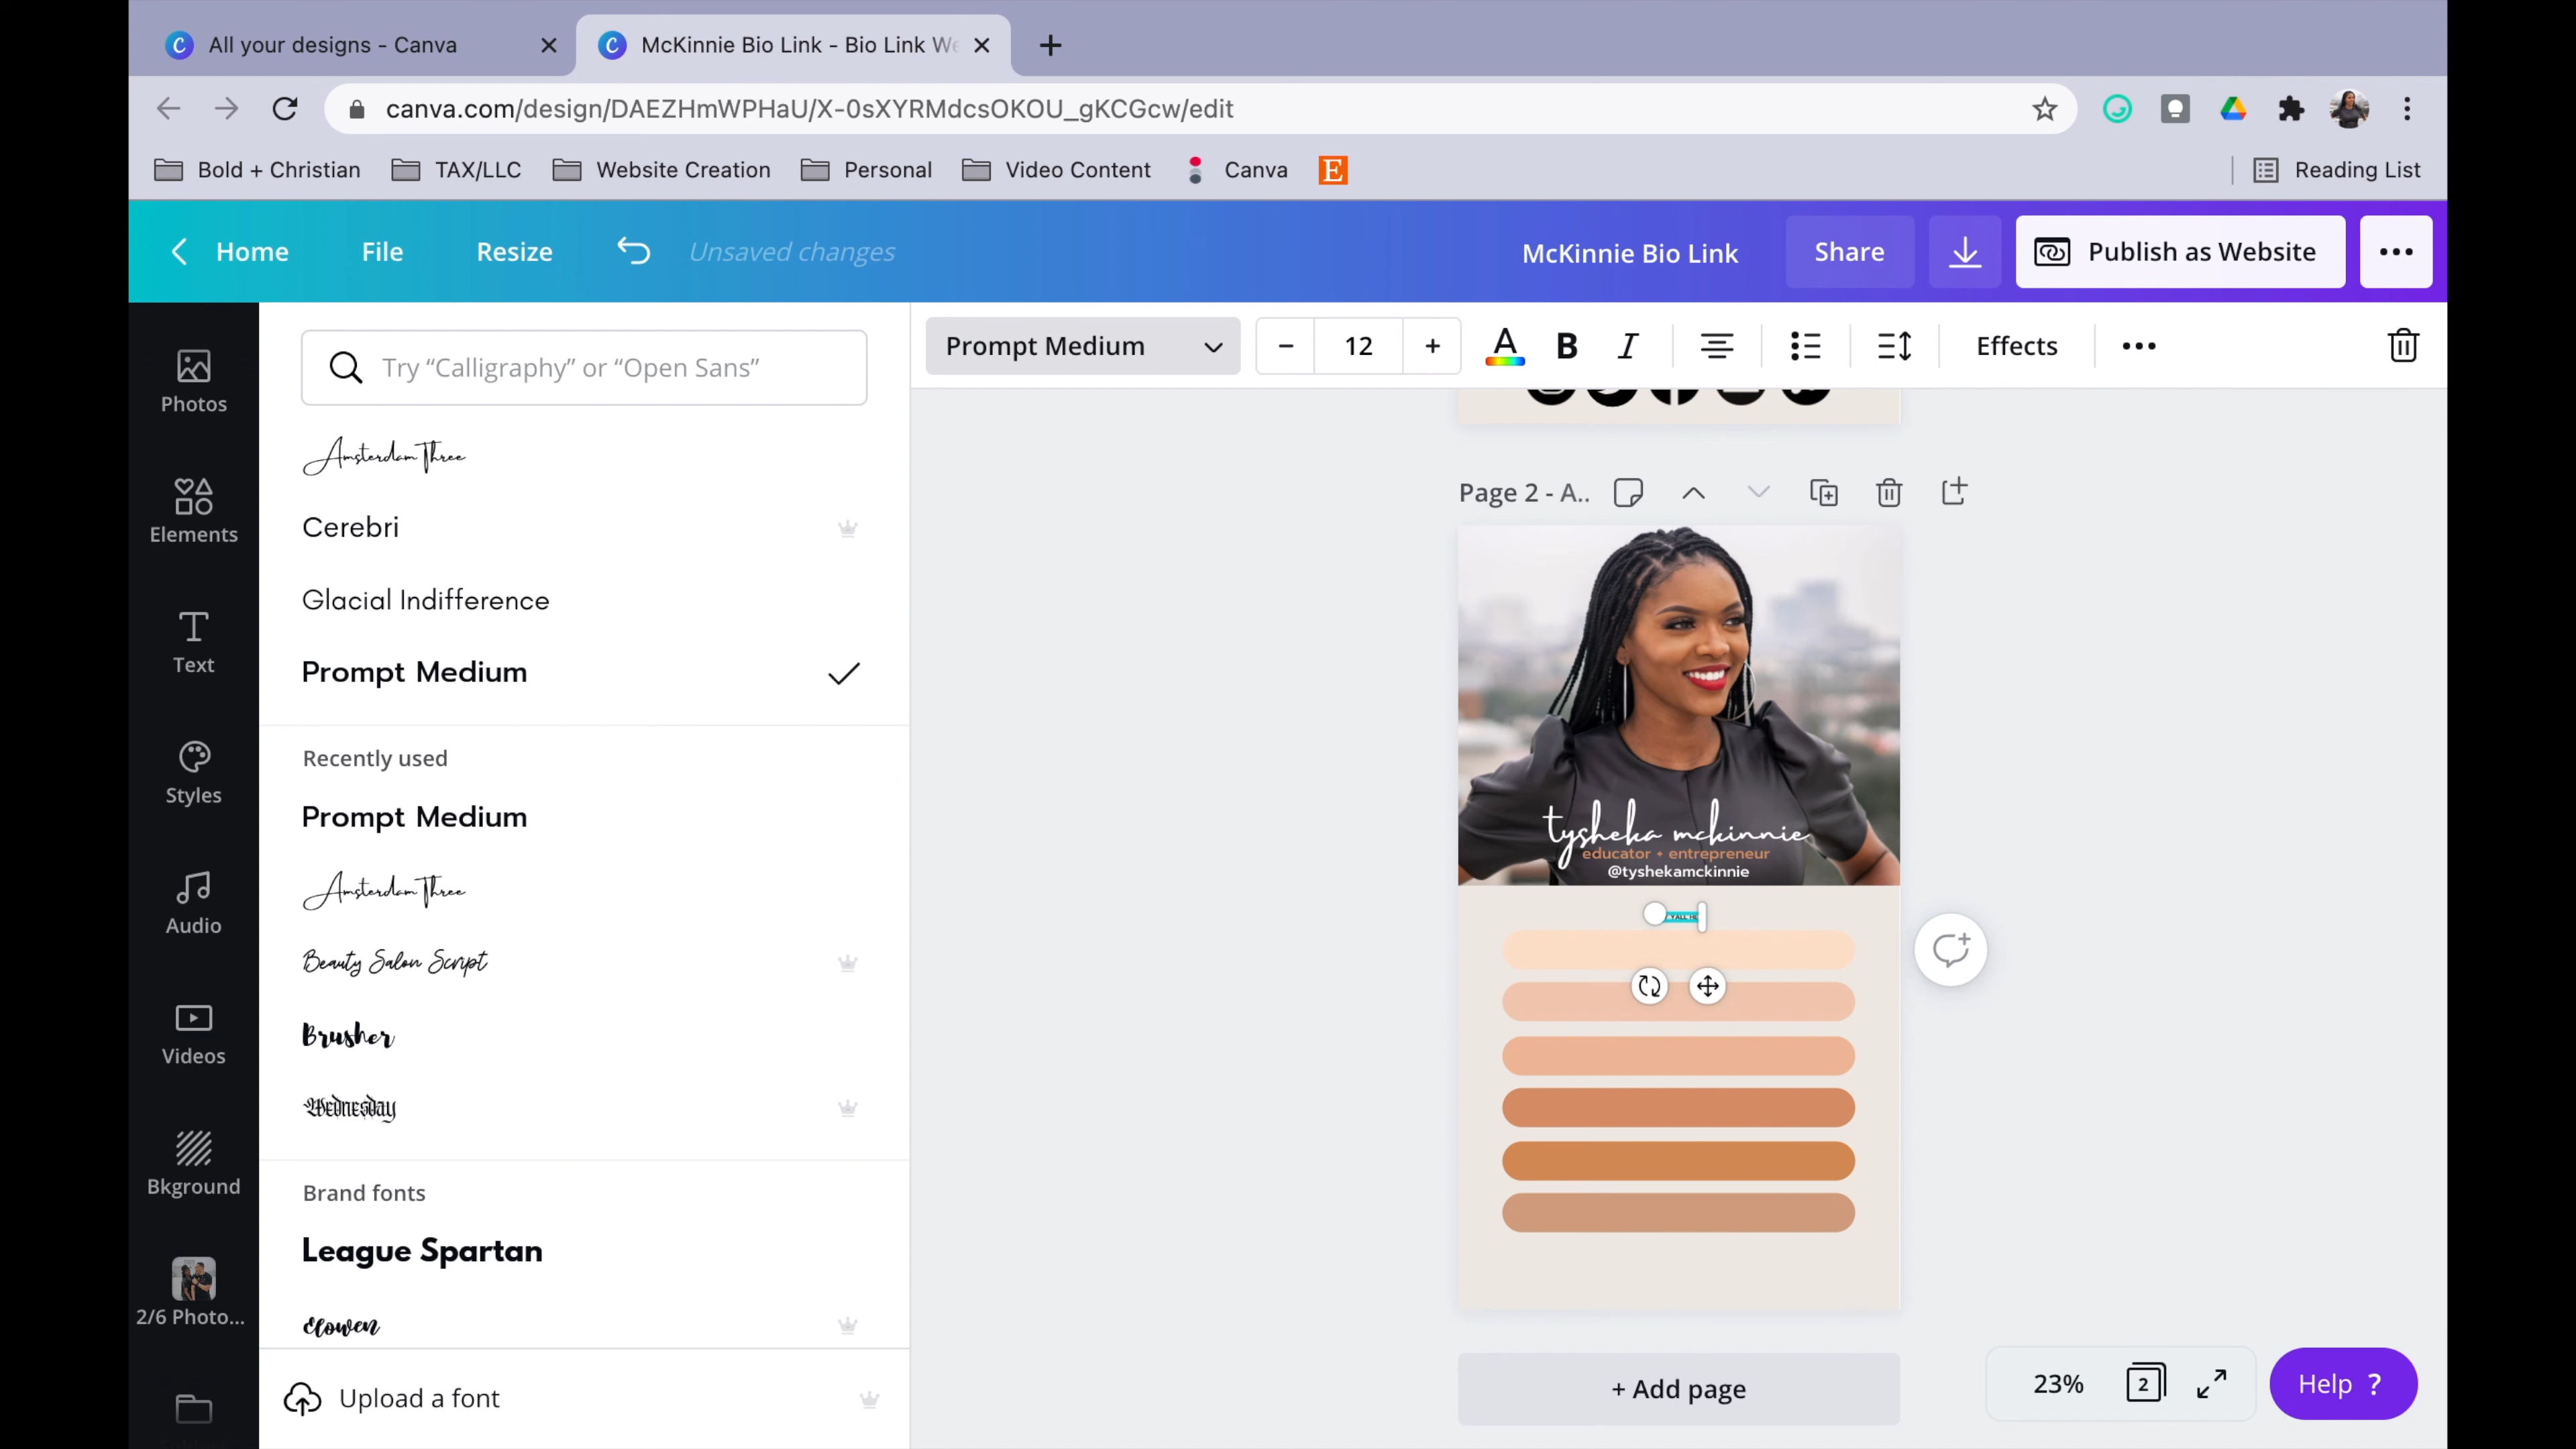 All your designs - Canva
McKinnie Bio Link - Bio Link We
canva.com/design/DAEZHmWPHaU/X-0sXYRMdcsOKOU_gKCGcw/edit
Bold + Christian TAX/LLC Website Creation Personal Video Content Canva E Reading List
Home File Resize Unsaved changes McKinnie Bio Link Share Publish as Website
Try “Calligraphy” or “Open Sans”
Prompt Medium - 12 + A B I Effects
Photos
Elements
Text
Styles
Audio
Videos
Bkground
2/6 Photo...
Amsterdam Three
Cerebri
Glacial Indifference
Prompt Medium
Recently used
Prompt Medium
Amsterdam Three
Beauty Salon Script
Brusher
Wednesday
Brand fonts
League Spartan
Elowen
Upload a font
Page 2 - A..
tysheka mckinnie
educator + entrepreneur
@tyshekamckinnie
+ Add page
23% 2 Help ?